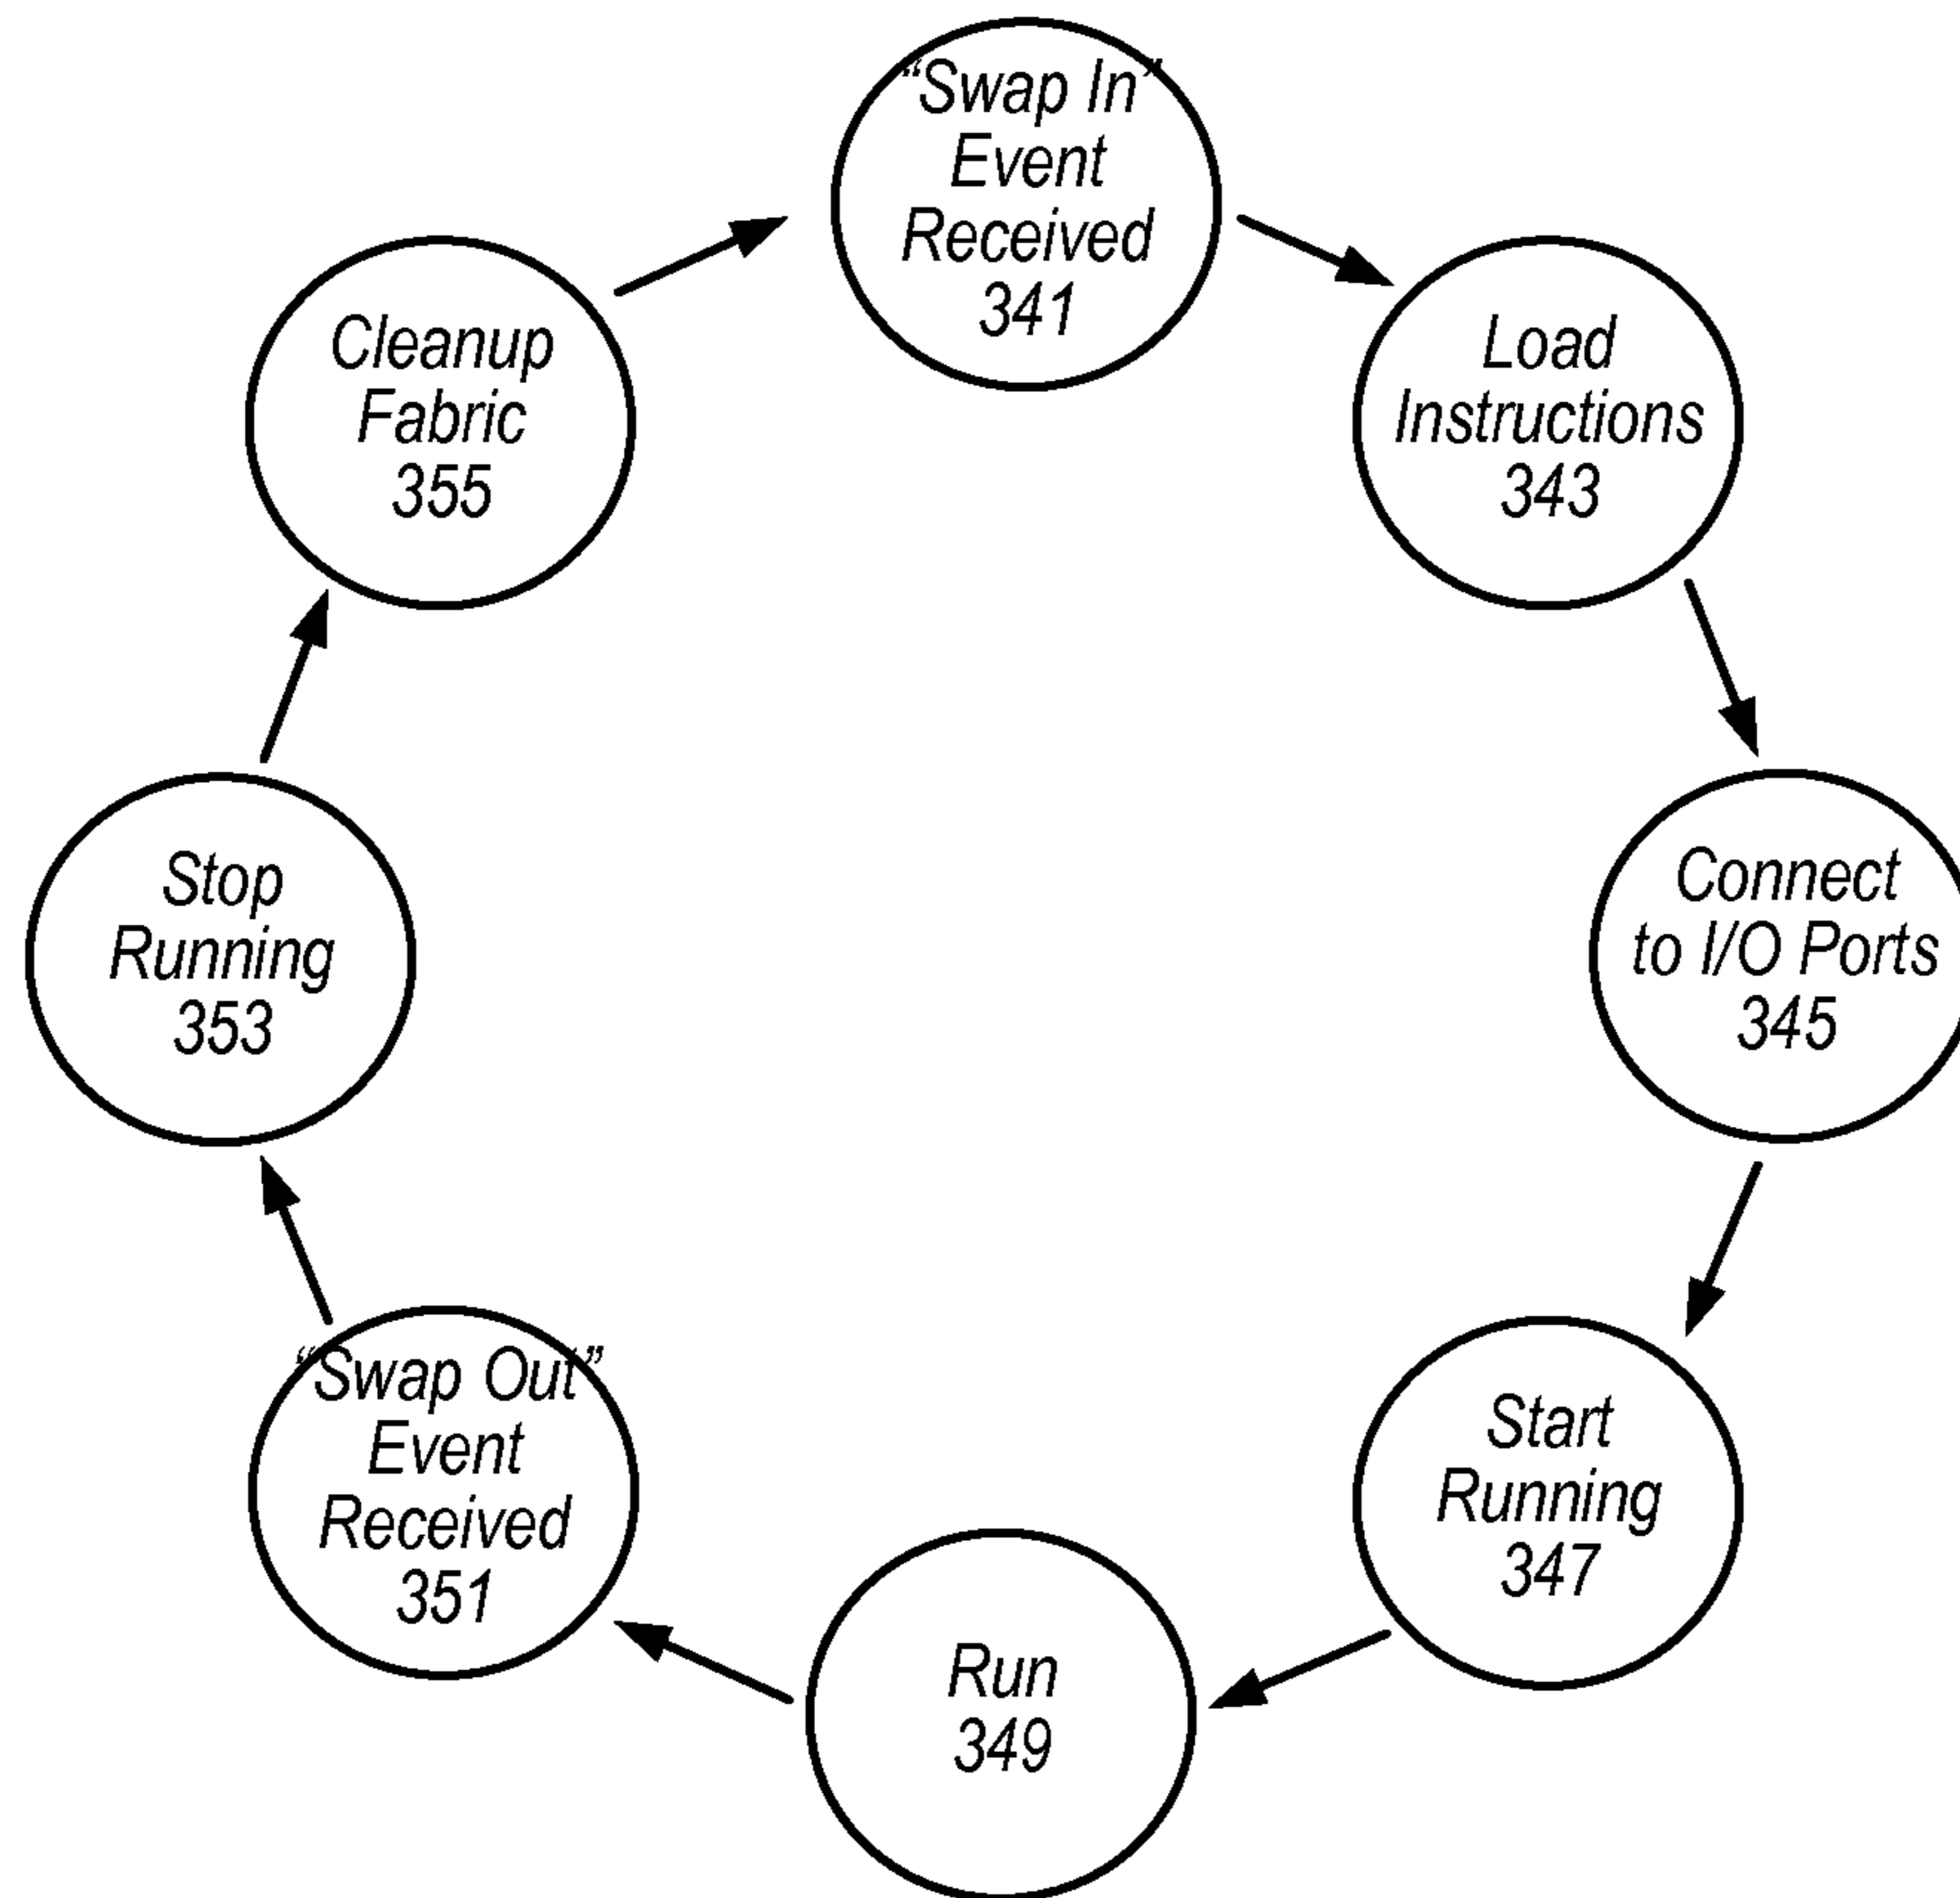 “Swap In”
Event
Received
341
Load
Instructions
343
Connect
to I/O Ports
345
Start
Running
347
Run
349
“Swap Out”
Event
Received
351
Stop
Running
353
Cleanup
Fabric
355